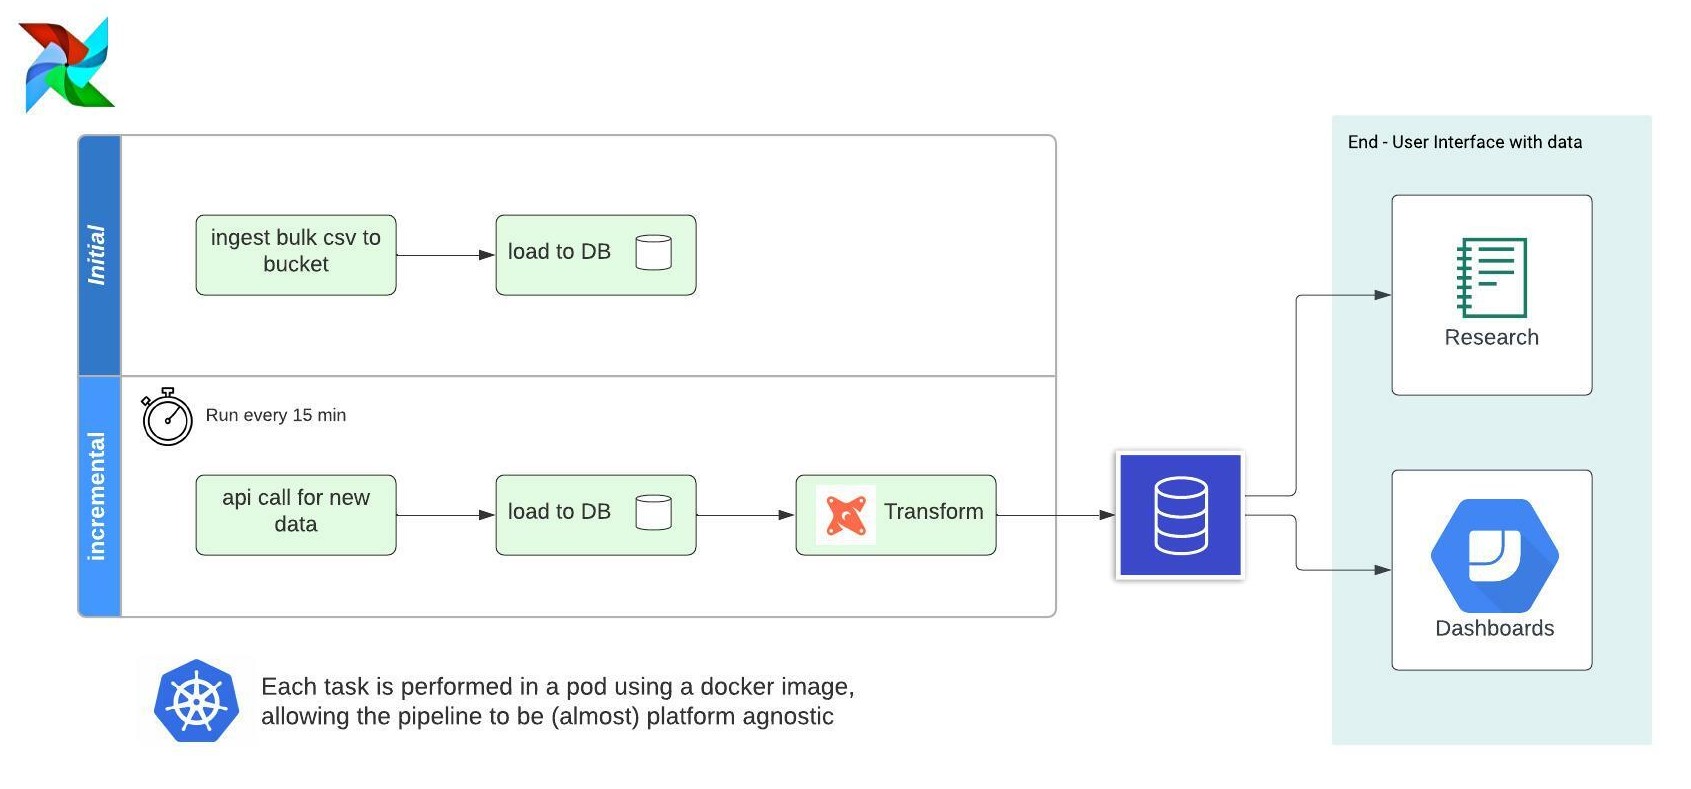 End - User Interface with data
Initial
ingest bulk csv to
bucket
load to DB
Research
incremental
Run every 15 min
api call for new
data
load to DB
Transform
Dashboards
Each task is performed in a pod using a docker image,
allowing the pipeline to be (almost) platform agnostic